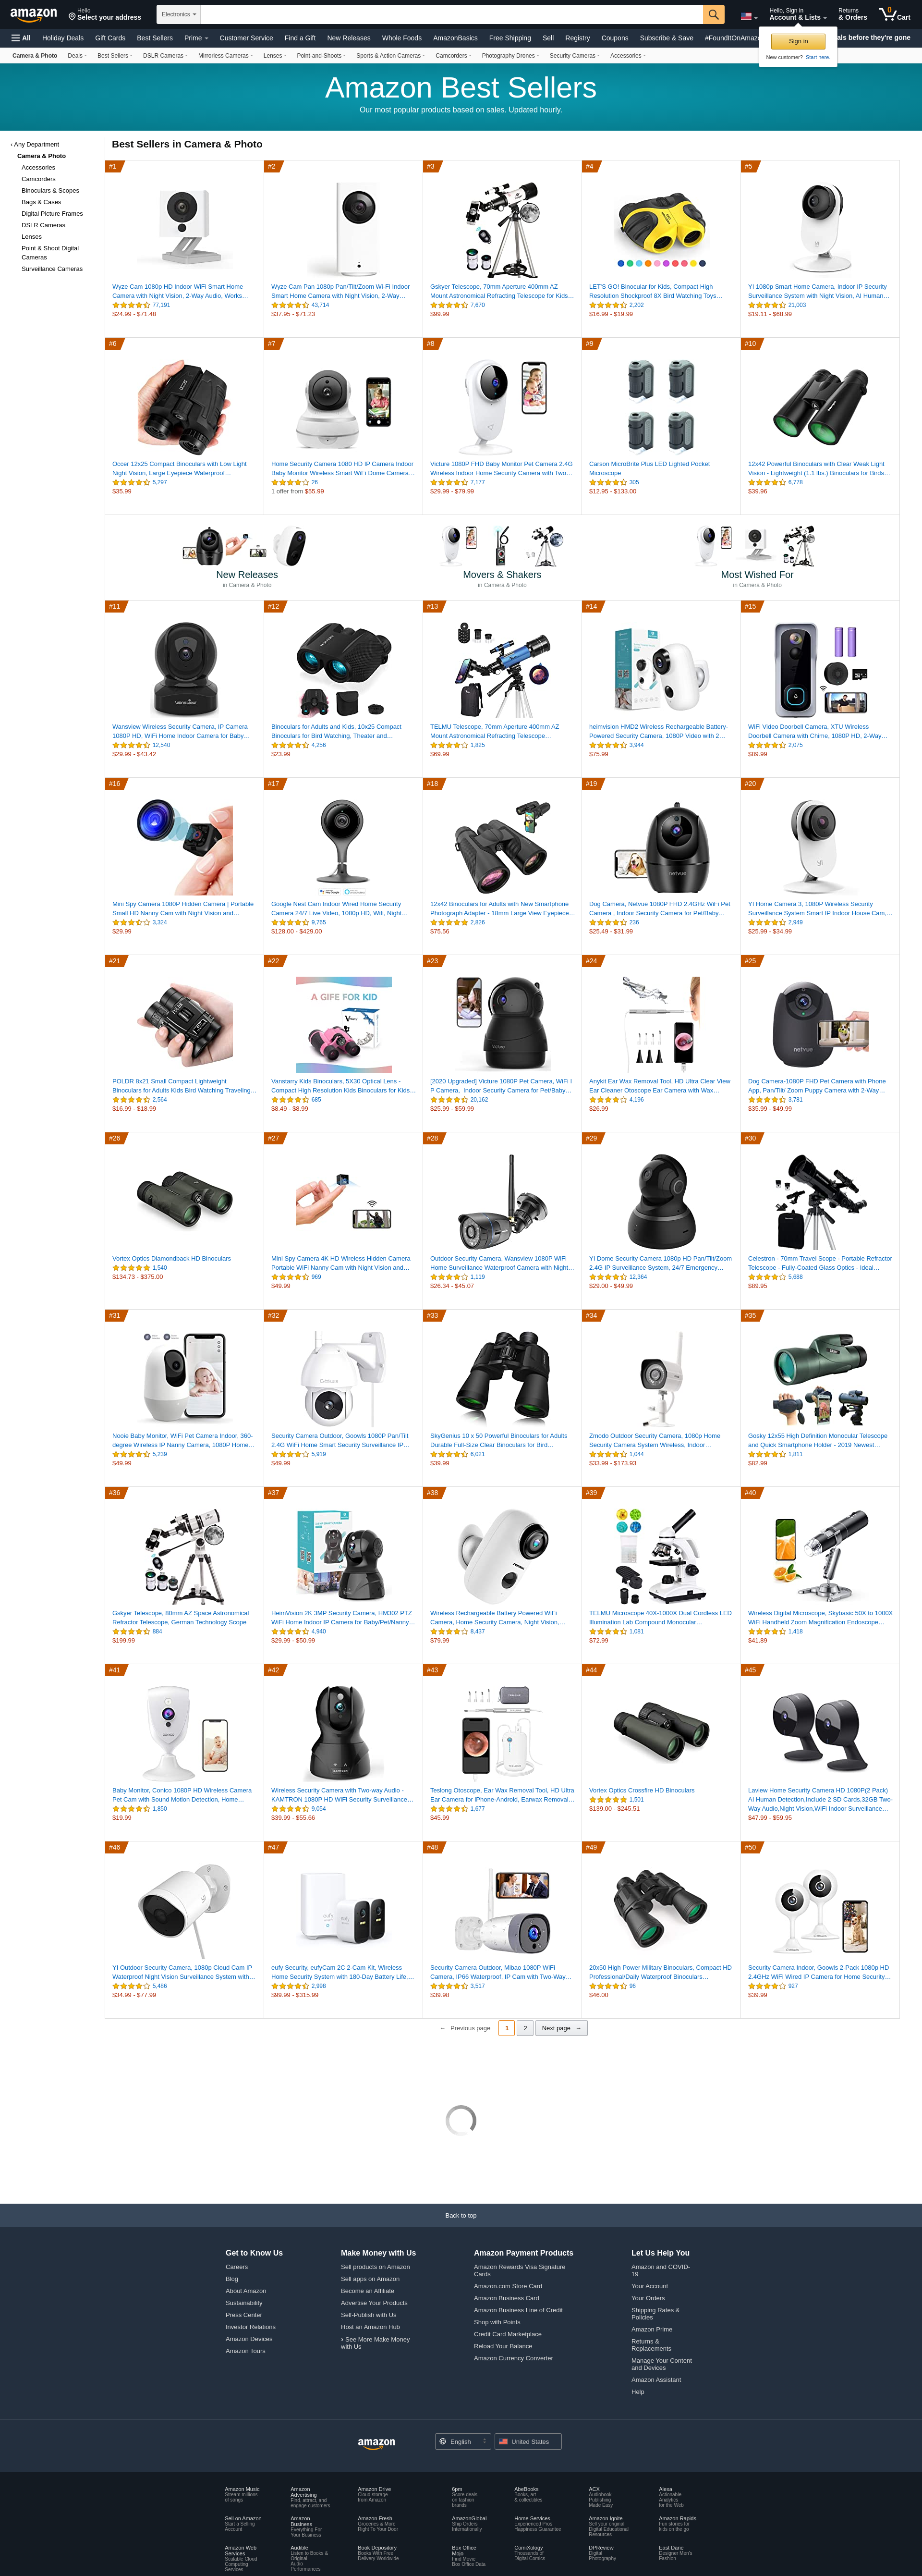 amazon
Hello
Select your address
Electronics
Hello, Sign in
Account & Lists
Returns
& Orders
0
Cart
All
Holiday Deals
Gift Cards
Best Sellers
Prime
Customer Service
Find a Gift
New Releases
Whole Foods
AmazonBasics
Free Shipping
Sell
Registry
Coupons
Subscribe & Save
#FoundItOnAmazon
als before they're gone
Sign in
New customer? Start here.
Camera & Photo
Deals
Best Sellers
DSLR Cameras
Mirrorless Cameras
Lenses
Point-and-Shoots
Sports & Action Cameras
Camcorders
Photography Drones
Security Cameras
Accessories
Amazon Best Sellers
Our most popular products based on sales. Updated hourly.
‹ Any Department
Camera & Photo
Accessories
Camcorders
Binoculars & Scopes
Bags & Cases
Digital Picture Frames
DSLR Cameras
Lenses
Point & Shoot Digital
Cameras
Surveillance Cameras
Best Sellers in Camera & Photo
#1
Wyze Cam 1080p HD Indoor WiFi Smart Home
Camera with Night Vision, 2-Way Audio, Works…
77,191
$24.99 - $71.48
#2
Wyze Cam Pan 1080p Pan/Tilt/Zoom Wi-Fi Indoor
Smart Home Camera with Night Vision, 2-Way…
43,714
$37.95 - $71.23
#3
Gskyer Telescope, 70mm Aperture 400mm AZ
Mount Astronomical Refracting Telescope for Kids…
7,670
$99.99
#4
LET'S GO! Binocular for Kids, Compact High
Resolution Shockproof 8X Bird Watching Toys…
2,202
$16.99 - $19.99
#5
YI 1080p Smart Home Camera, Indoor IP Security
Surveillance System with Night Vision, AI Human…
21,003
$19.11 - $68.99
#6
Occer 12x25 Compact Binoculars with Low Light
Night Vision, Large Eyepiece Waterproof…
5,297
$35.99
#7
Home Security Camera 1080 HD IP Camera Indoor
Baby Monitor Wireless Smart WiFi Dome Camera…
26
1 offer from $55.99
#8
Victure 1080P FHD Baby Monitor Pet Camera 2.4G
Wireless Indoor Home Security Camera with Two…
7,177
$29.99 - $79.99
#9
Carson MicroBrite Plus LED Lighted Pocket
Microscope
305
$12.95 - $133.00
#10
12x42 Powerful Binoculars with Clear Weak Light
Vision - Lightweight (1.1 lbs.) Binoculars for Birds…
6,778
$39.96
New Releases
in Camera & Photo
Movers & Shakers
in Camera & Photo
Most Wished For
in Camera & Photo
#11
Wansview Wireless Security Camera, IP Camera
1080P HD, WiFi Home Indoor Camera for Baby…
12,540
$29.99 - $43.42
#12
Binoculars for Adults and Kids, 10x25 Compact
Binoculars for Bird Watching, Theater and…
4,256
$23.99
#13
TELMU Telescope, 70mm Aperture 400mm AZ
Mount Astronomical Refracting Telescope…
1,825
$69.99
#14
heimvision HMD2 Wireless Rechargeable Battery-
Powered Security Camera, 1080P Video with 2…
3,944
$75.99
#15
WiFi Video Doorbell Camera, XTU Wireless
Doorbell Camera with Chime, 1080P HD, 2-Way…
2,075
$89.99
#16
Mini Spy Camera 1080P Hidden Camera | Portable
Small HD Nanny Cam with Night Vision and…
3,324
$29.99
#17
Google Nest Cam Indoor Wired Home Security
Camera 24/7 Live Video, 1080p HD, Wifi, Night…
9,765
$128.00 - $429.00
#18
12x42 Binoculars for Adults with New Smartphone
Photograph Adapter - 18mm Large View Eyepiece…
2,826
$75.56
#19
netvue
Dog Camera, Netvue 1080P FHD 2.4GHz WiFi Pet
Camera , Indoor Security Camera for Pet/Baby…
236
$25.49 - $31.99
#20
YI Home Camera 3, 1080P Wireless Security
Surveillance System Smart IP Indoor House Cam,…
2,949
$25.99 - $34.99
#21
POLDR 8x21 Small Compact Lightweight
Binoculars for Adults Kids Bird Watching Traveling…
2,564
$16.99 - $18.99
#22
A GIFE FOR KID
Vanstarry Kids Binoculars, 5X30 Optical Lens -
Compact High Resolution Kids Binoculars for Kids…
685
$8.49 - $8.99
#23
Victure
[2020 Upgraded] Victure 1080P Pet Camera, WiFi I
P Camera, Indoor Security Camera for Pet/Baby…
20,162
$25.99 - $59.99
#24
Anykit Ear Wax Removal Tool, HD Ultra Clear View
Ear Cleaner Otoscope Ear Camera with Wax…
4,196
$26.99
#25
netvue
Dog Camera-1080P FHD Pet Camera with Phone
App, Pan/Tilt/ Zoom Puppy Camera with 2-Way…
3,781
$35.99 - $49.99
#26
Vortex Optics Diamondback HD Binoculars
1,540
$134.73 - $375.00
#27
Mini Spy Camera 4K HD Wireless Hidden Camera
Portable WiFi Nanny Cam with Night Vision and…
969
$49.99
#28
Outdoor Security Camera, Wansview 1080P WiFi
Home Surveillance Waterproof Camera with Night…
1,119
$26.34 - $45.07
#29
YI Dome Security Camera 1080p HD Pan/Tilt/Zoom
2.4G IP Surveillance System, 24/7 Emergency…
12,364
$29.00 - $49.99
#30
Celestron - 70mm Travel Scope - Portable Refractor
Telescope - Fully-Coated Glass Optics - Ideal…
5,688
$89.95
#31
Nooie Baby Monitor, WiFi Pet Camera Indoor, 360-
degree Wireless IP Nanny Camera, 1080P Home…
5,239
$49.99
#32
Security Camera Outdoor, Goowls 1080P Pan/Tilt
2.4G WiFi Home Smart Security Surveillance IP…
5,919
$49.99
#33
SkyGenius 10 x 50 Powerful Binoculars for Adults
Durable Full-Size Clear Binoculars for Bird…
6,021
$39.99
#34
Zmodo Outdoor Security Camera, 1080p Home
Security Camera System Wireless, Indoor…
1,044
$33.99 - $173.93
#35
Gosky 12x55 High Definition Monocular Telescope
and Quick Smartphone Holder - 2019 Newest…
1,811
$82.99
#36
Gskyer Telescope, 80mm AZ Space Astronomical
Refractor Telescope, German Technology Scope
884
$199.99
#37
HeimVision 2K 3MP Security Camera, HM302 PTZ
WiFi Home Indoor IP Camera for Baby/Pet/Nanny…
4,940
$29.99 - $50.99
#38
Wireless Rechargeable Battery Powered WiFi
Camera, Home Security Camera, Night Vision,…
8,437
$79.99
#39
TELMU Microscope 40X-1000X Dual Cordless LED
Illumination Lab Compound Monocular…
1,081
$72.99
#40
Wireless Digital Microscope, Skybasic 50X to 1000X
WiFi Handheld Zoom Magnification Endoscope…
1,418
$41.89
#41
Baby Monitor, Conico 1080P HD Wireless Camera
Pet Cam with Sound Motion Detection, Home…
1,850
$19.99
#42
Wireless Security Camera with Two-way Audio -
KAMTRON 1080P HD WiFi Security Surveillance…
9,054
$39.99 - $55.66
#43
Teslong Otoscope, Ear Wax Removal Tool, HD Ultra
Ear Camera for iPhone-Android, Earwax Removal…
1,677
$45.99
#44
Vortex Optics Crossfire HD Binoculars
1,501
$139.00 - $245.51
#45
Laview Home Security Camera HD 1080P(2 Pack)
AI Human Detection,Include 2 SD Cards,32GB Two-
Way Audio,Night Vision,WiFi Indoor Surveillance…
$47.99 - $59.95
#46
YI Outdoor Security Camera, 1080p Cloud Cam IP
Waterproof Night Vision Surveillance System with…
5,486
$34.99 - $77.99
#47
eufy Security, eufyCam 2C 2-Cam Kit, Wireless
Home Security System with 180-Day Battery Life,…
2,998
$99.99 - $315.99
#48
Security Camera Outdoor, Mibao 1080P WiFi
Camera, IP66 Waterproof, IP Cam with Two-Way…
3,517
$39.98
#49
20x50 High Power Military Binoculars, Compact HD
Professional/Daily Waterproof Binoculars…
96
$46.00
#50
Security Camera Indoor, Goowls 2-Pack 1080p HD
2.4GHz WiFi Wired IP Camera for Home Security…
927
$39.99
← Previous page
1
2
Next page →
Back to top
Get to Know Us
Careers
Blog
About Amazon
Sustainability
Press Center
Investor Relations
Amazon Devices
Amazon Tours
Make Money with Us
Sell products on Amazon
Sell apps on Amazon
Become an Affiliate
Advertise Your Products
Self-Publish with Us
Host an Amazon Hub
› See More Make Money
with Us
Amazon Payment Products
Amazon Rewards Visa Signature
Cards
Amazon.com Store Card
Amazon Business Card
Amazon Business Line of Credit
Shop with Points
Credit Card Marketplace
Reload Your Balance
Amazon Currency Converter
Let Us Help You
Amazon and COVID-
19
Your Account
Your Orders
Shipping Rates &
Policies
Amazon Prime
Returns &
Replacements
Manage Your Content
and Devices
Amazon Assistant
Help
amazon
English
United States
Amazon Music
Stream millions
of songs
Amazon
Advertising
Find, attract, and
engage customers
Amazon Drive
Cloud storage
from Amazon
6pm
Score deals
on fashion
brands
AbeBooks
Books, art
& collectibles
ACX
Audiobook
Publishing
Made Easy
Alexa
Actionable
Analytics
for the Web
Sell on Amazon
Start a Selling
Account
Amazon
Business
Everything For
Your Business
Amazon Fresh
Groceries & More
Right To Your Door
AmazonGlobal
Ship Orders
Internationally
Home Services
Experienced Pros
Happiness Guarantee
Amazon Ignite
Sell your original
Digital Educational
Resources
Amazon Rapids
Fun stories for
kids on the go
Amazon Web
Services
Scalable Cloud
Computing
Services
Audible
Listen to Books &
Original
Audio
Performances
Book Depository
Books With Free
Delivery Worldwide
Box Office
Mojo
Find Movie
Box Office Data
ComiXology
Thousands of
Digital Comics
DPReview
Digital
Photography
East Dane
Designer Men's
Fashion